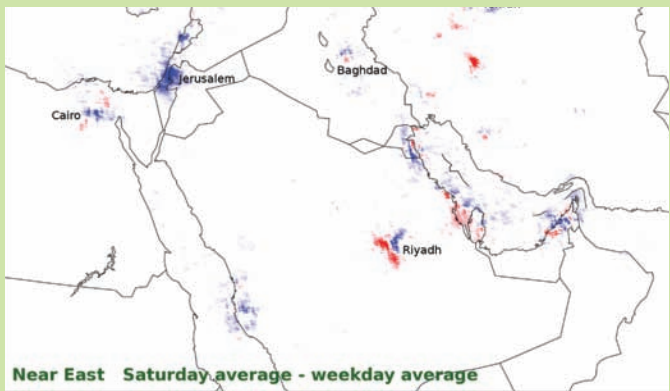 Jerusalem
Baghdad
Cairo
Riyadh
Near East Saturday average - weekday average